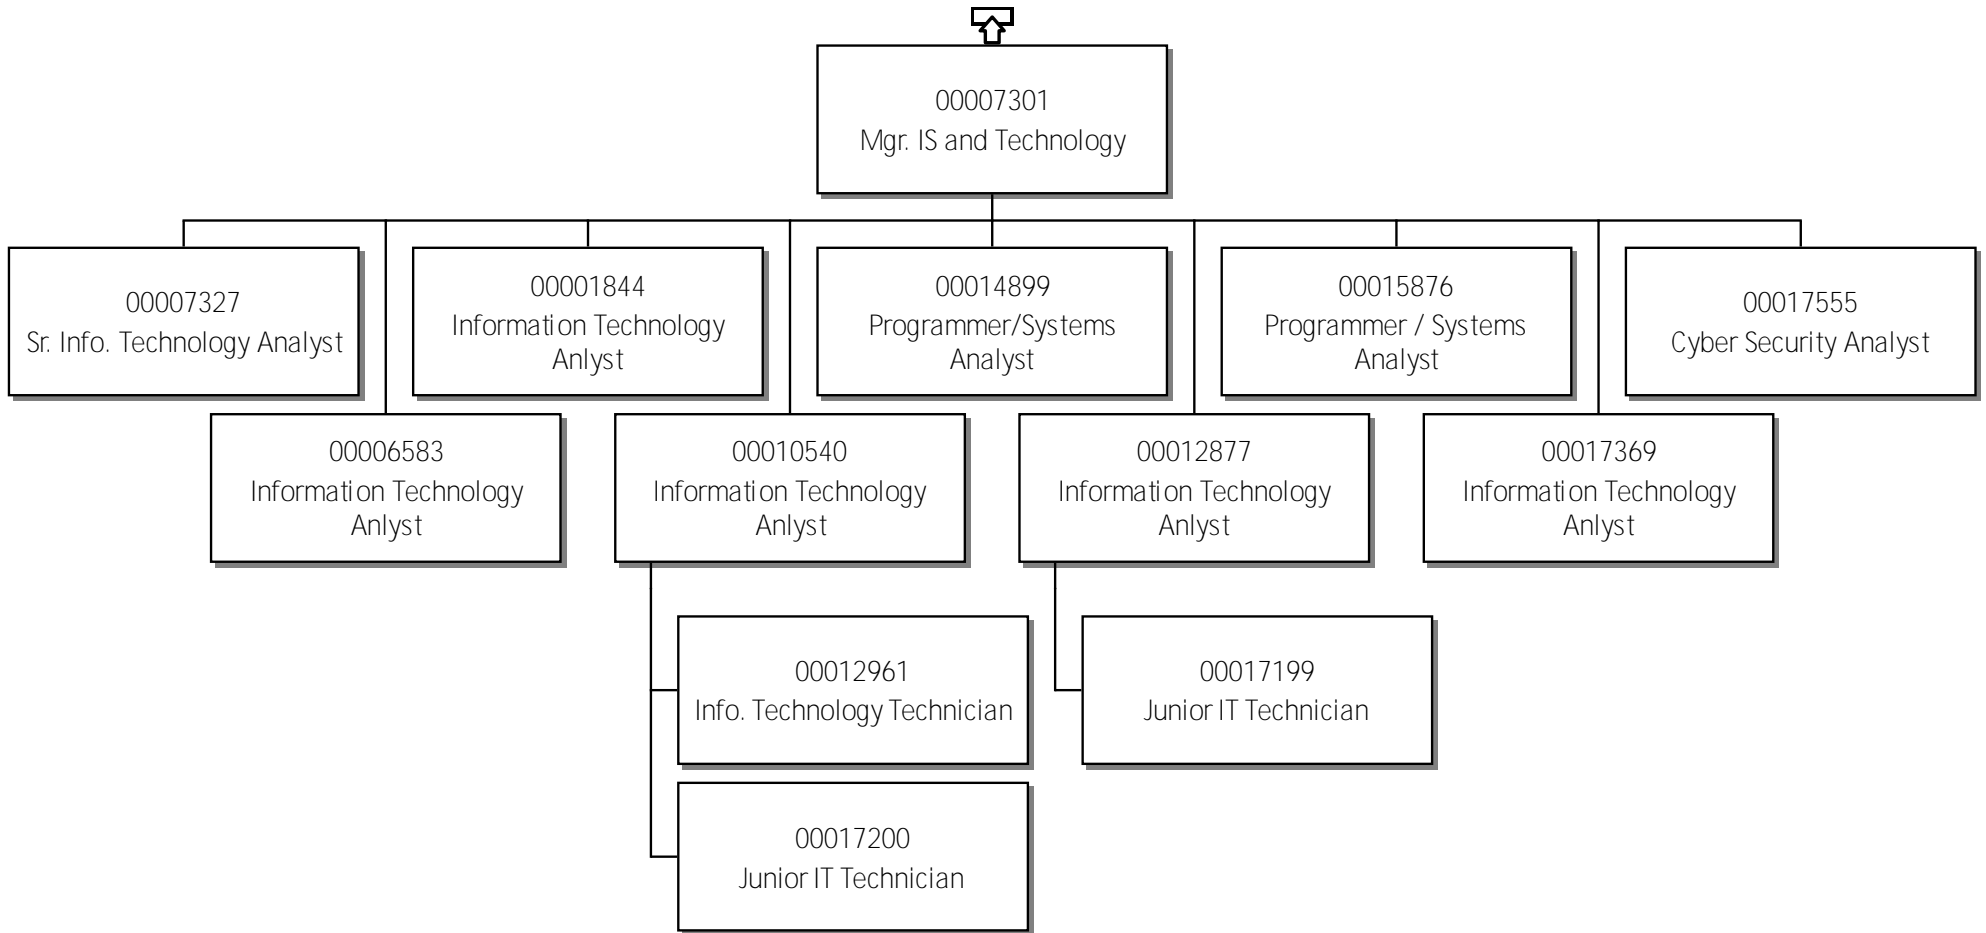 00007301
Mgr. IS and Technology
00007327
Sr. Info. Technology Analyst
00001844
Information Technology
Anlyst
00014899
Programmer/Systems
Analyst
00015876
Programmer / Systems
Analyst
00017555
Cyber Security Analyst
00006583
Information Technology
Anlyst
00010540
Information Technology
Anlyst
00012877
Information Technology
Anlyst
00017369
Information Technology
Anlyst
00012961
Info. Technology Technician
00017199
Junior IT Technician
00017200
Junior IT Technician